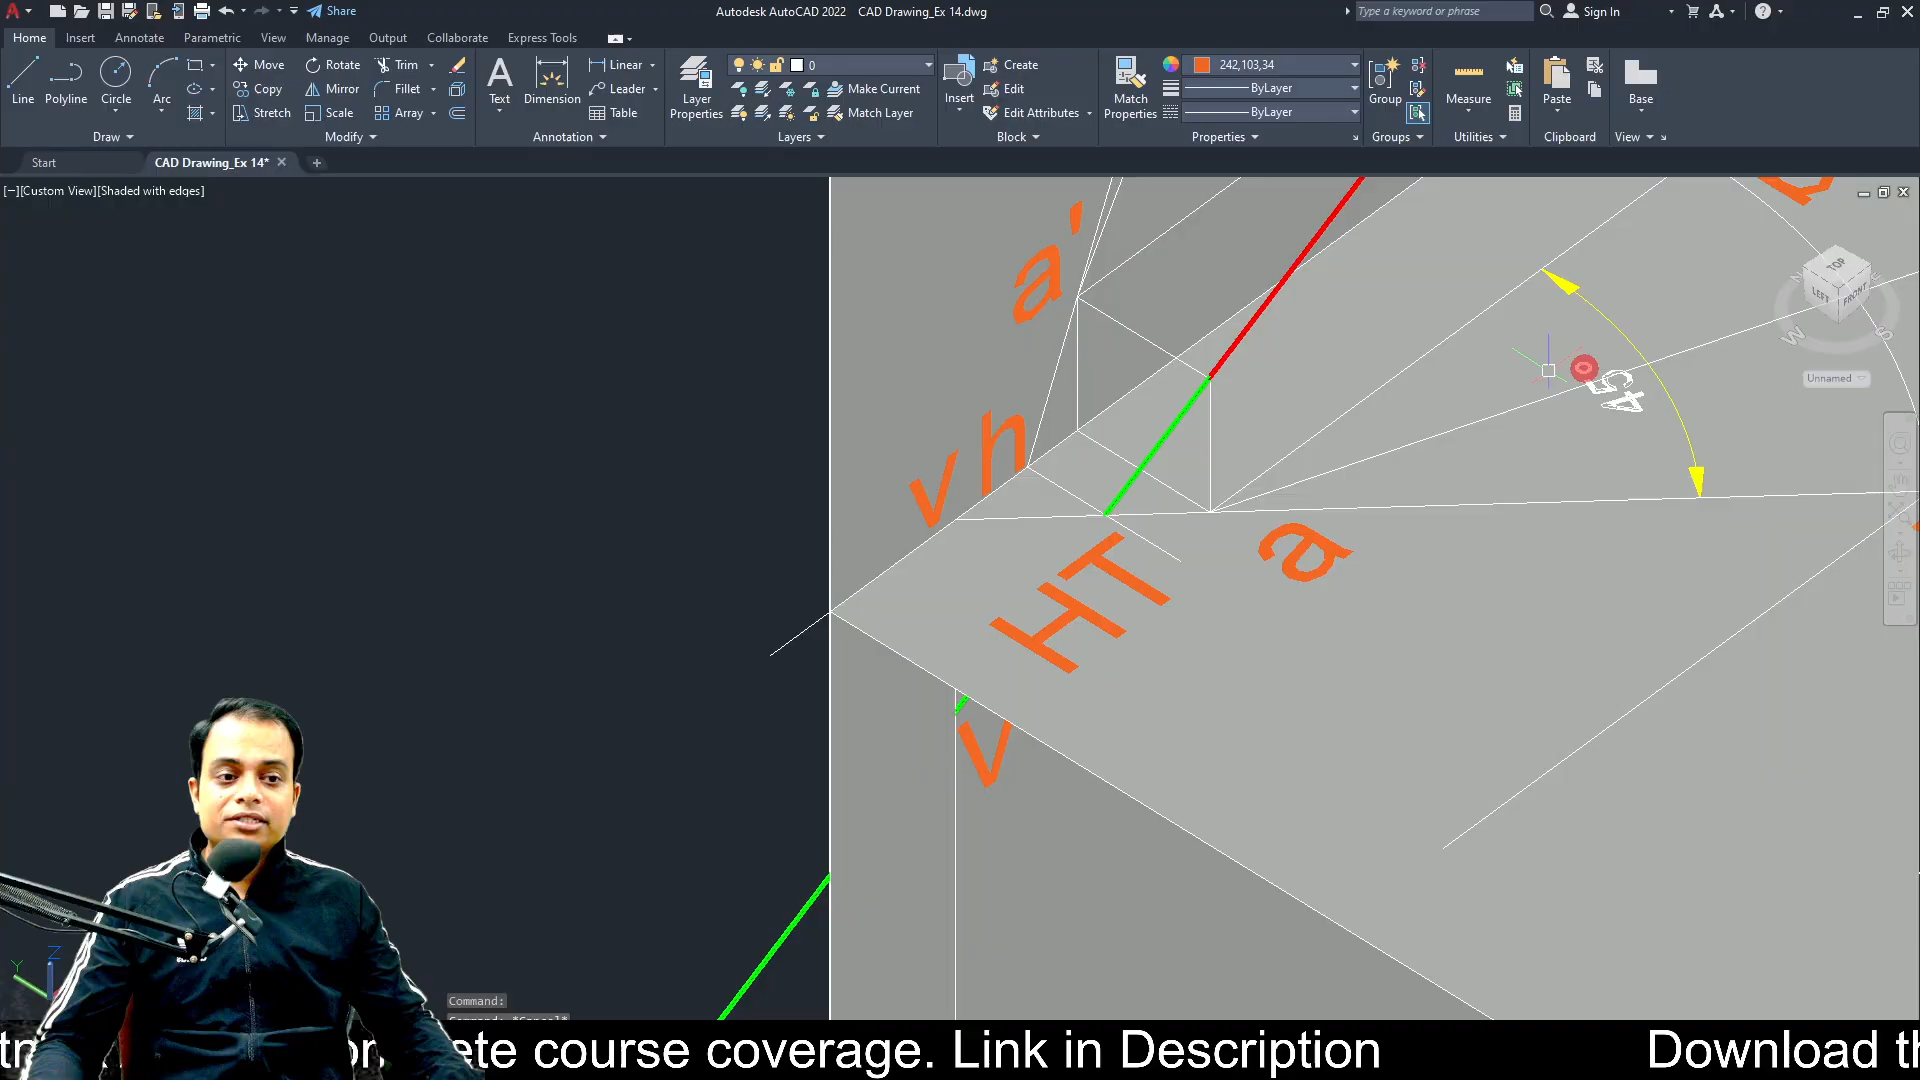 Autodesk AutoCAD 2022 CAD Drawing_Ex 14.dwg
Share
Type a keyword or phrase
Sign In
Home Insert Annotate Parametric View Manage Output Collaborate Express Tools
Line Polyline Circle Arc
Move Rotate Trim
Copy Mirror Fillet
Stretch Scale Array
Text Dimension
Linear
Leader
Table
Layer Properties
0
Make Current
Match Layer
Insert
Create
Edit
Edit Attributes
Match Properties
242,103,34
ByLayer
ByLayer
Group
Measure
Paste
Base
Draw Modify Annotation Layers Block Properties Groups Utilities Clipboard View
Start CAD Drawing_Ex 14*
[−][Custom View][Shaded with edges]
TOP
LEFT FRONT
N
W S
Unnamed
a'
45
h
v
a
HT
v
Z
Y
Command:
complete course coverage. Link in Description Download